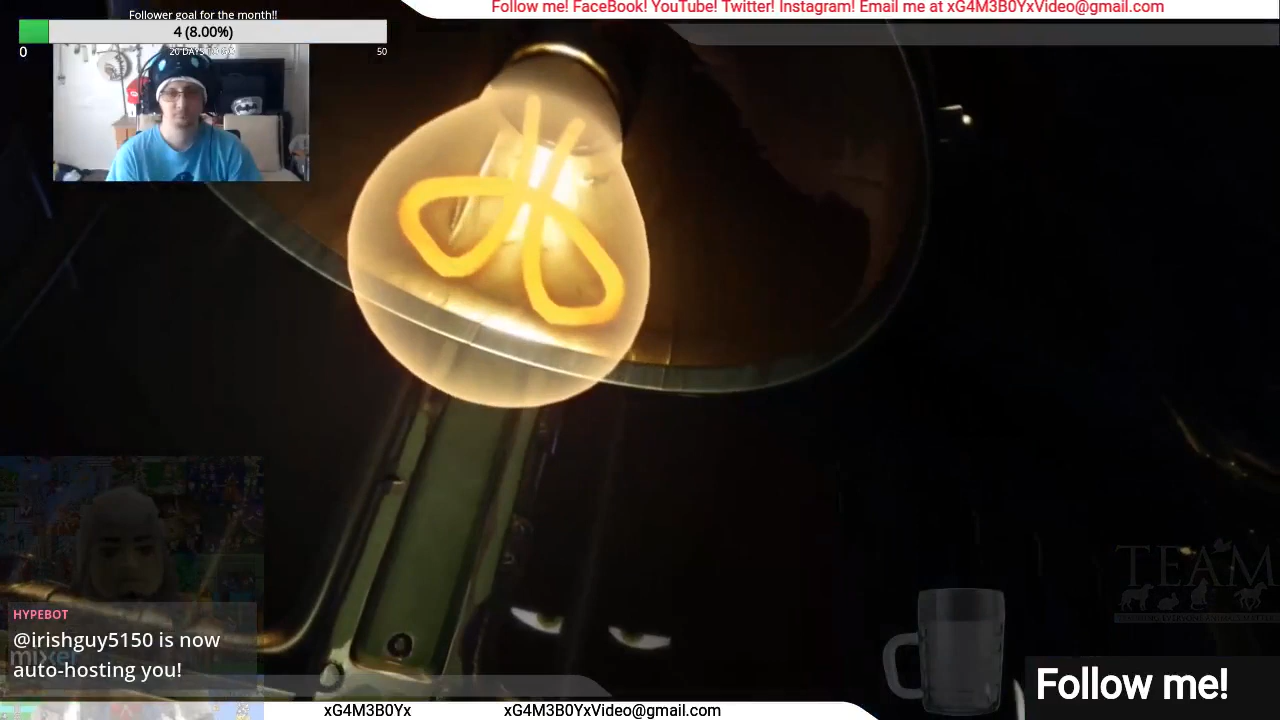 Follow me! FaceBook! YouTube! Twitter! Instagram! Email me at xG4M3B0YxVideo@gmail.com
Follower goal for the month!!
4 (8.00%)
0
50
HYPEBOT
@irishguy5150 is now
auto-hosting you!
mixer
TEAM
Follow me!
xG4M3B0Yx
xG4M3B0YxVideo@gmail.com